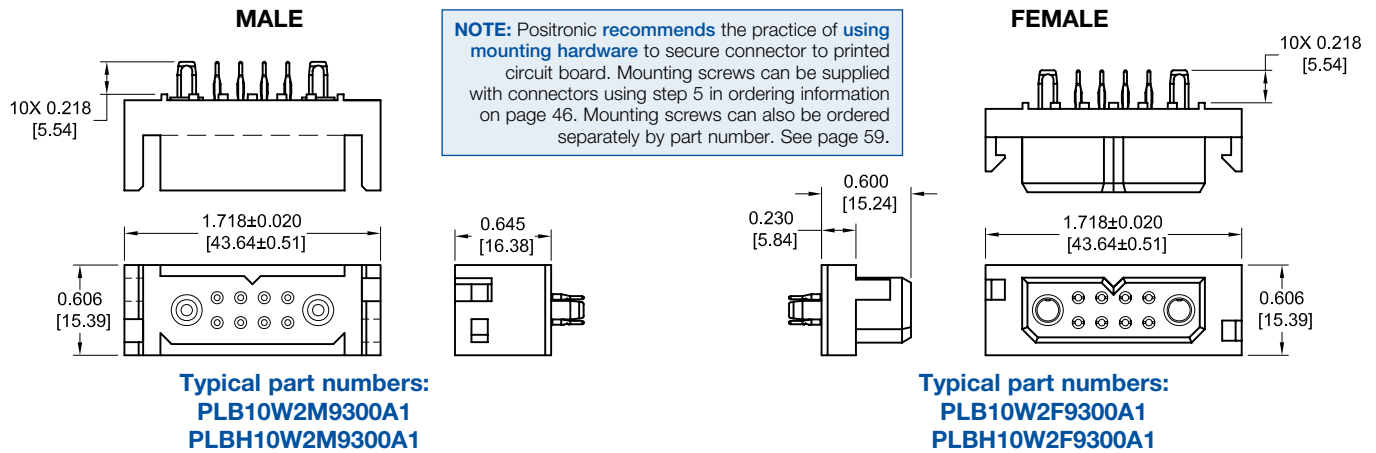 MALE
NOTE: Positronic recommends the practice of using
mounting hardware to secure connector to printed
circuit board. Mounting screws can be supplied
with connectors using step 5 in ordering information
on page 46. Mounting screws can also be ordered
separately by part number. See page 59.
FEMALE
10X 0.218
[5.54]
10X 0.218
[5.54]
1.718±0.020
[43.64±0.51]
0.606
[15.39]
0.645
[16.38]
0.600
[15.24]
0.230
[5.84]
1.718±0.020
[43.64±0.51]
0.606
[15.39]
Typical part numbers:
PLB10W2M9300A1
PLBH10W2M9300A1
Typical part numbers:
PLB10W2F9300A1
PLBH10W2F9300A1